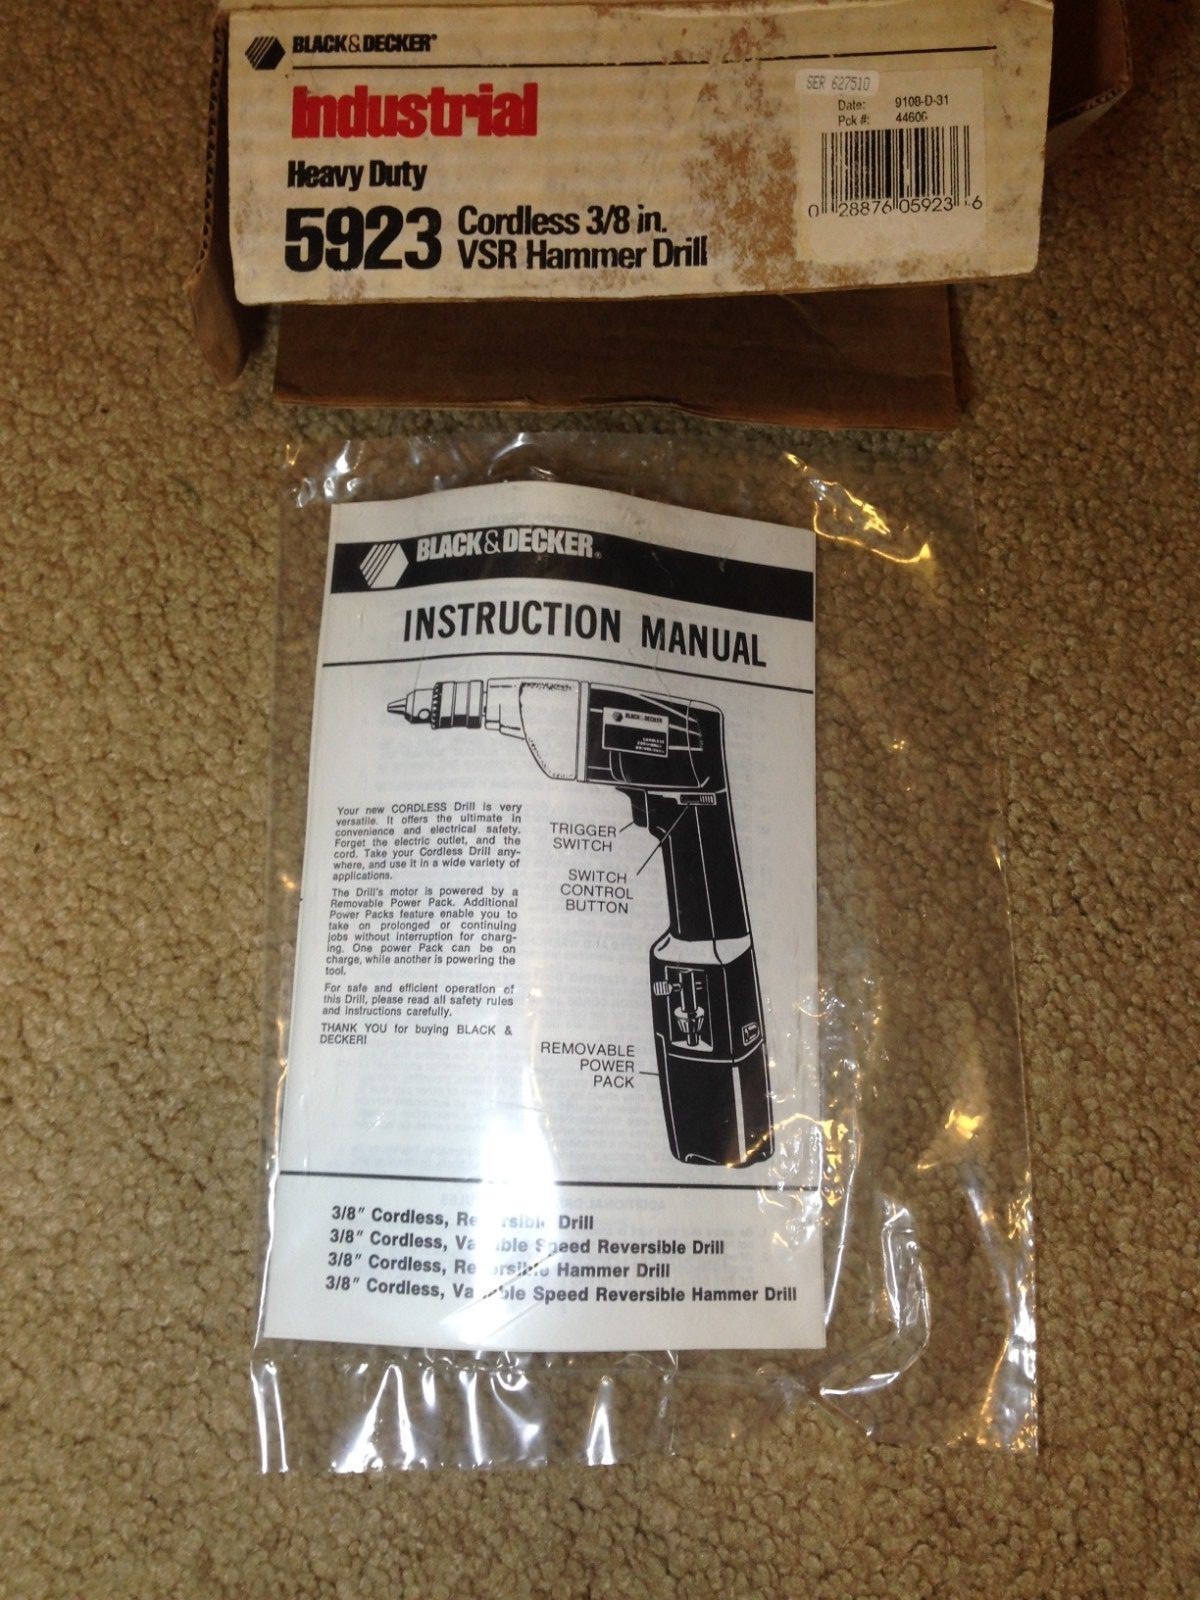 BLACK&DECKER®
Industrial
Heavy Duty
5923 Cordless 3/8 in.
VSR Hammer Drill
SER 627510
Date: 9108-D-31
Pck #: 44606
0 28876 05923 6
BLACK&DECKER®
INSTRUCTION MANUAL
BLACK&DECKER
Your new CORDLESS Drill is very
versatile. It offers the ultimate in
convenience and electrical safety.
Forget the electric outlet, and the
cord. Take your Cordless Drill any-
where, and use it in a wide variety of
applications.
The Drill's motor is powered by a
Removable Power Pack. Additional
Power Packs feature enable you to
take on prolonged or continuing
jobs without interruption for charg-
ing. One power Pack can be on
charge, while another is powering the
tool.
For safe and efficient operation of
this Drill, please read all safety rules
and instructions carefully.
THANK YOU for buying BLACK &
DECKER!
TRIGGER
SWITCH
SWITCH
CONTROL
BUTTON
REMOVABLE
POWER
PACK
3/8" Cordless, Reversible Drill
3/8" Cordless, Variable Speed Reversible Drill
3/8" Cordless, Reversible Hammer Drill
3/8" Cordless, Variable Speed Reversible Hammer Drill